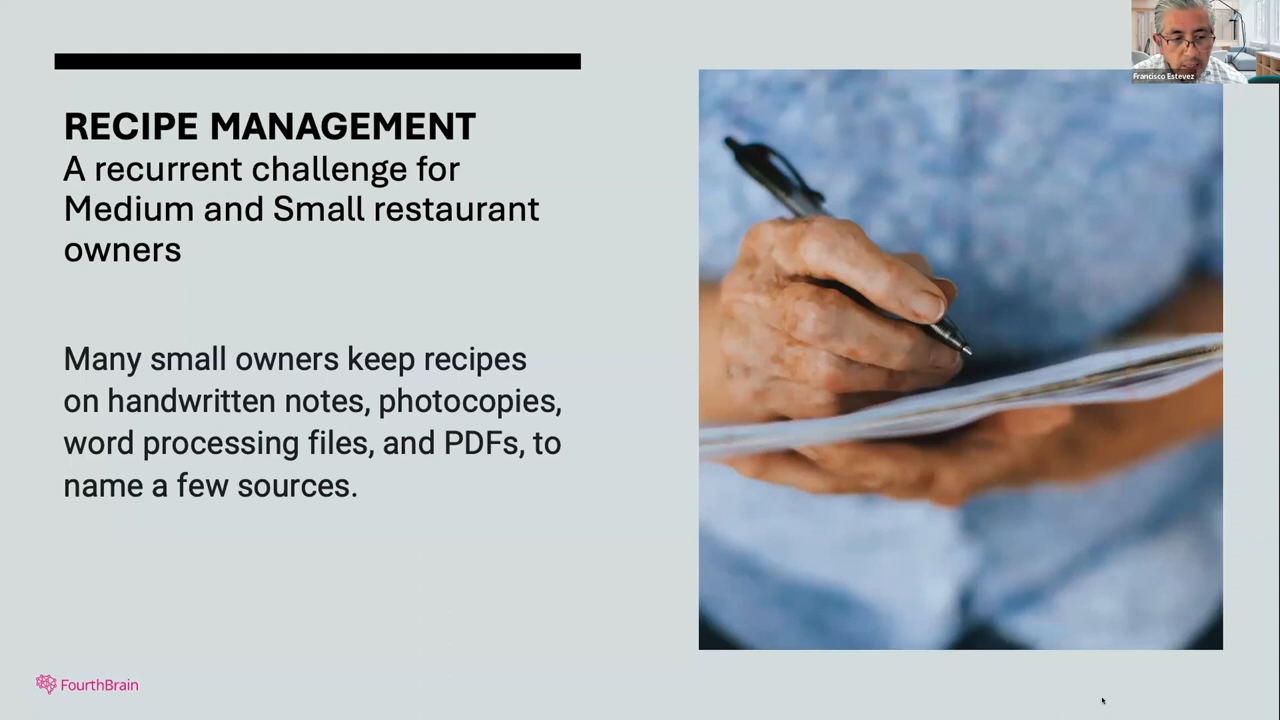 RECIPE MANAGEMENT
A recurrent challenge for
Medium and Small restaurant
owners
Many small owners keep recipes
on handwritten notes, photocopies,
word processing files, and PDFs, to
name a few sources.
FourthBrain
Francisco Estevez